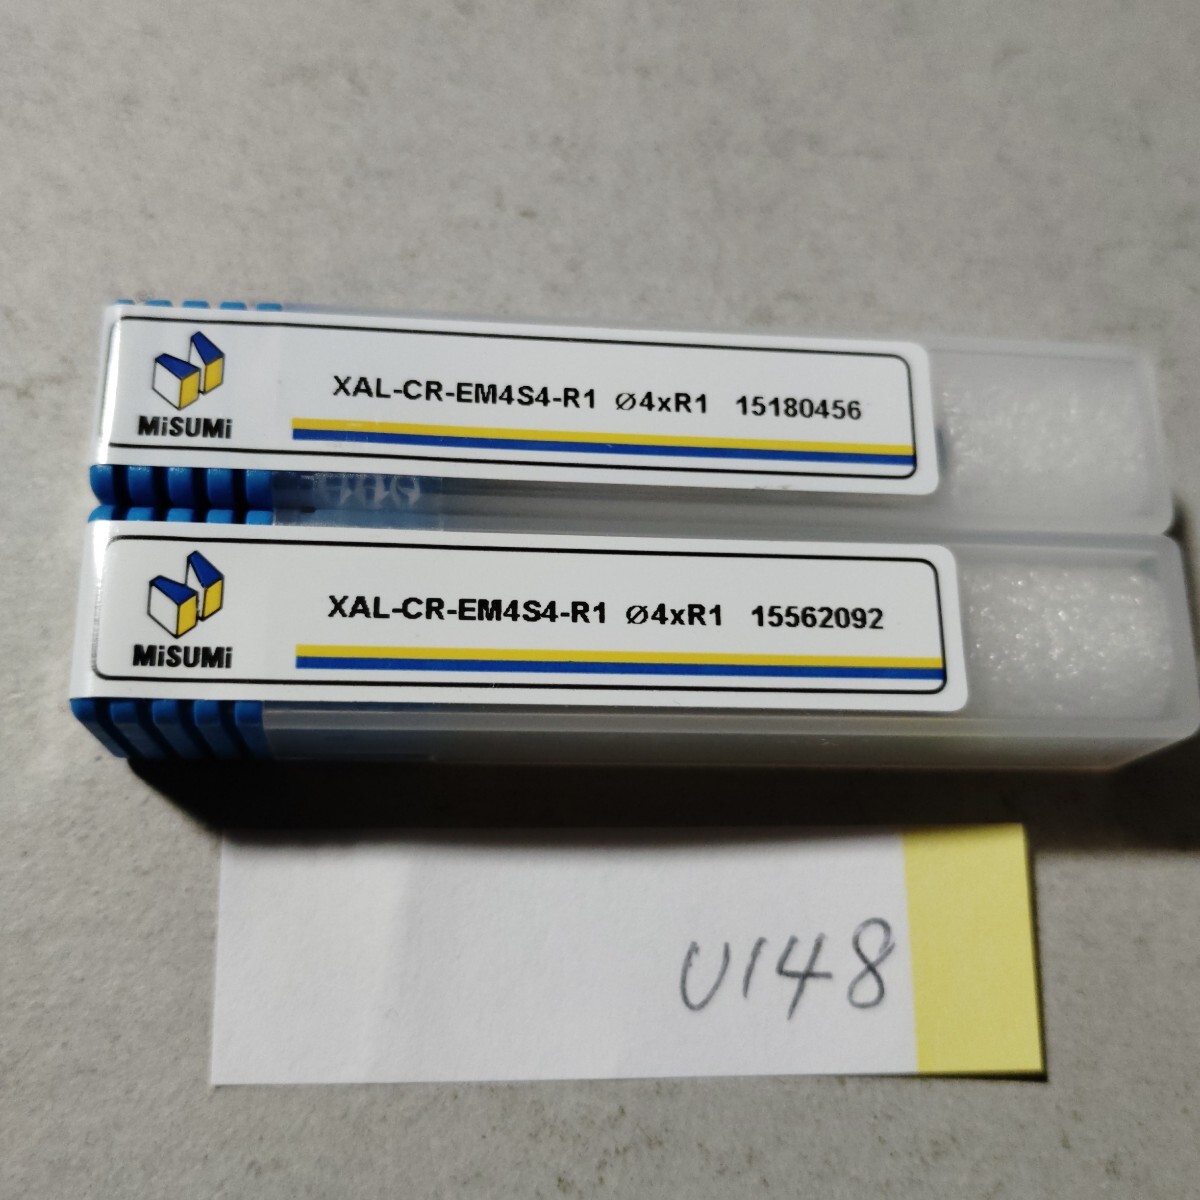 MiSUMi
XAL-CR-EM4S4-R1 Ø4xR1 15180456
MiSUMi
XAL-CR-EM4S4-R1 Ø4xR1 15562092
U148